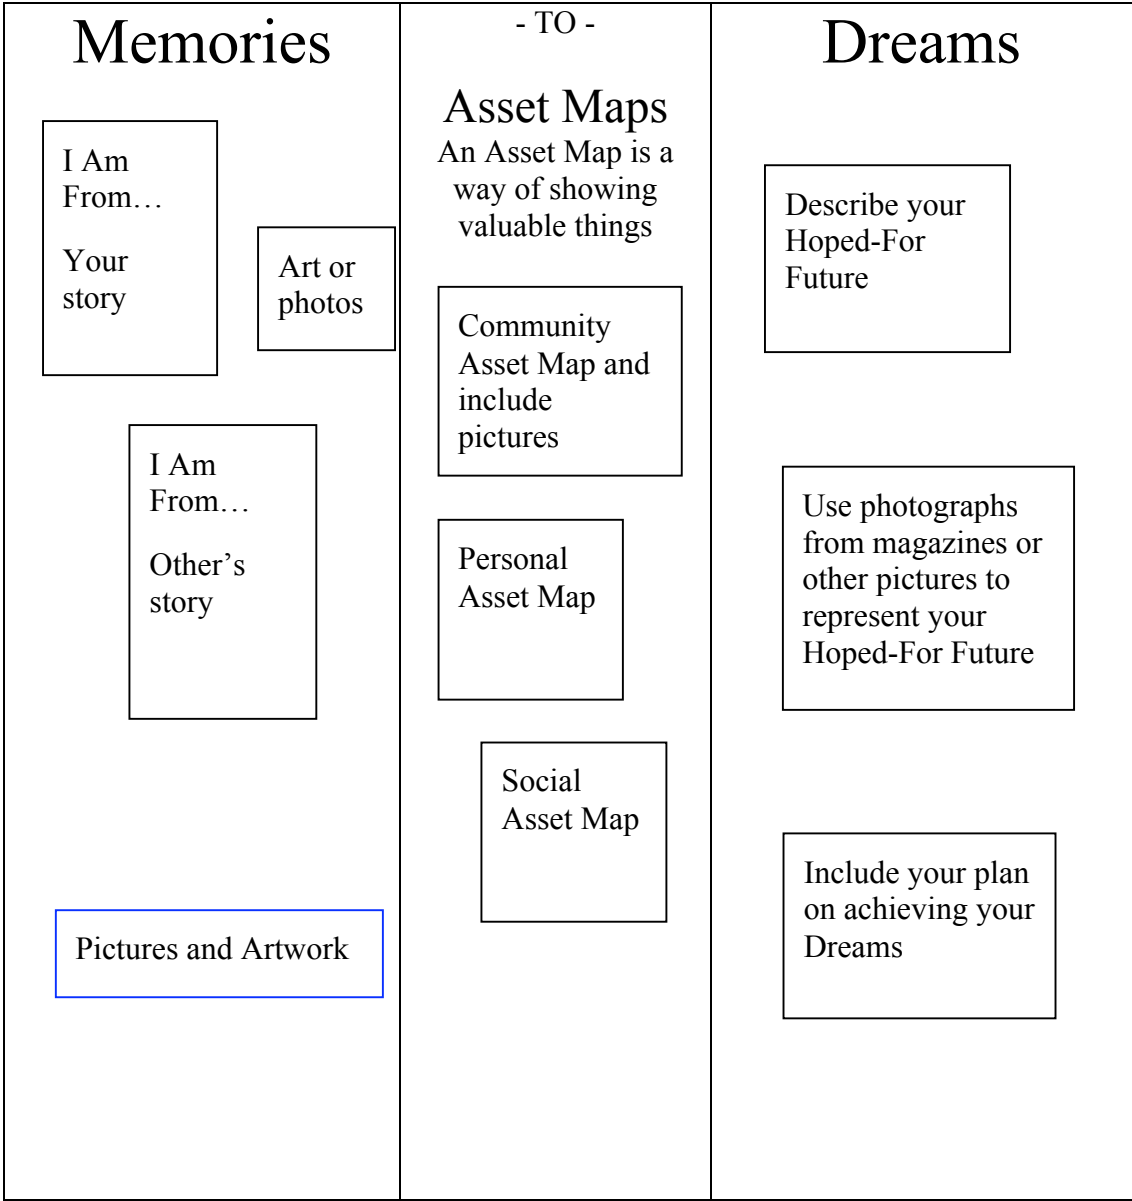 Memories
I Am
From…
Your
story
Art or
photos
I Am
From…
Other’s
story
Pictures and Artwork
- TO -
Asset Maps
An Asset Map is a
way of showing
valuable things
Community
Asset Map and
include
pictures
Personal
Asset Map
Social
Asset Map
Dreams
Describe your
Hoped-For
Future
Use photographs
from magazines or
other pictures to
represent your
Hoped-For Future
Include your plan
on achieving your
Dreams